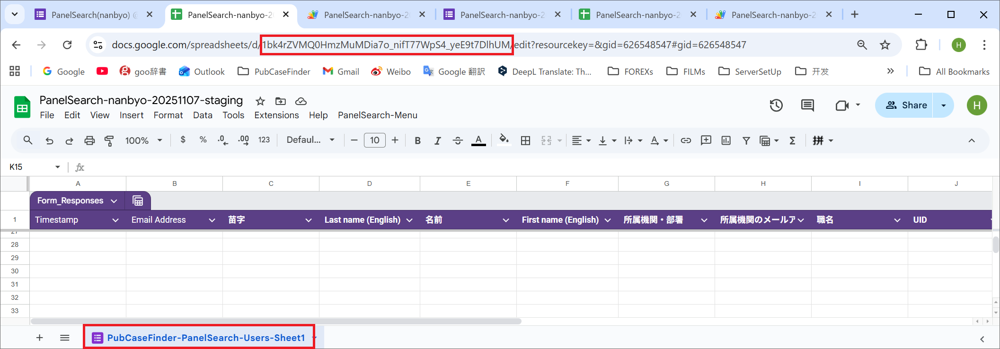 PanelSearch(nanbyo) @
PanelSearch-nanbyo-20
PanelSearch-nanbyo-20
PanelSearch-nanbyo-2
PanelSearch-nanbyo-2
PanelSearch-nanbyo-2
docs.google.com/spreadsheets/d/1bk4rZVMQ0HmzMuMDia7o_nifT77WpS4_yeE9t7DlhUM/edit?resourcekey=&gid=626548547#gid=626548547
H
Google
goo辞書
Outlook
PubCaseFinder
Gmail
Weibo
Google 翻訳
DeepL Translate: Th...
FOREXs
FILMs
ServerSetUp
开发
All Bookmarks
PanelSearch-nanbyo-20251107-staging
File Edit View Insert Format Data Tools Extensions Help PanelSearch-Menu
Share
H
100% $ % .0 .00 123 Defaul... 10 B I A 拼
K15 fx
A B C D E F G H I J
Form_Responses
1 Timestamp Email Address 苗字 Last name (English) 名前 First name (English) 所属機関・部署 所属機関のメールア 職名 UID
27
28
29
30
31
32
33
PubCaseFinder-PanelSearch-Users-Sheet1